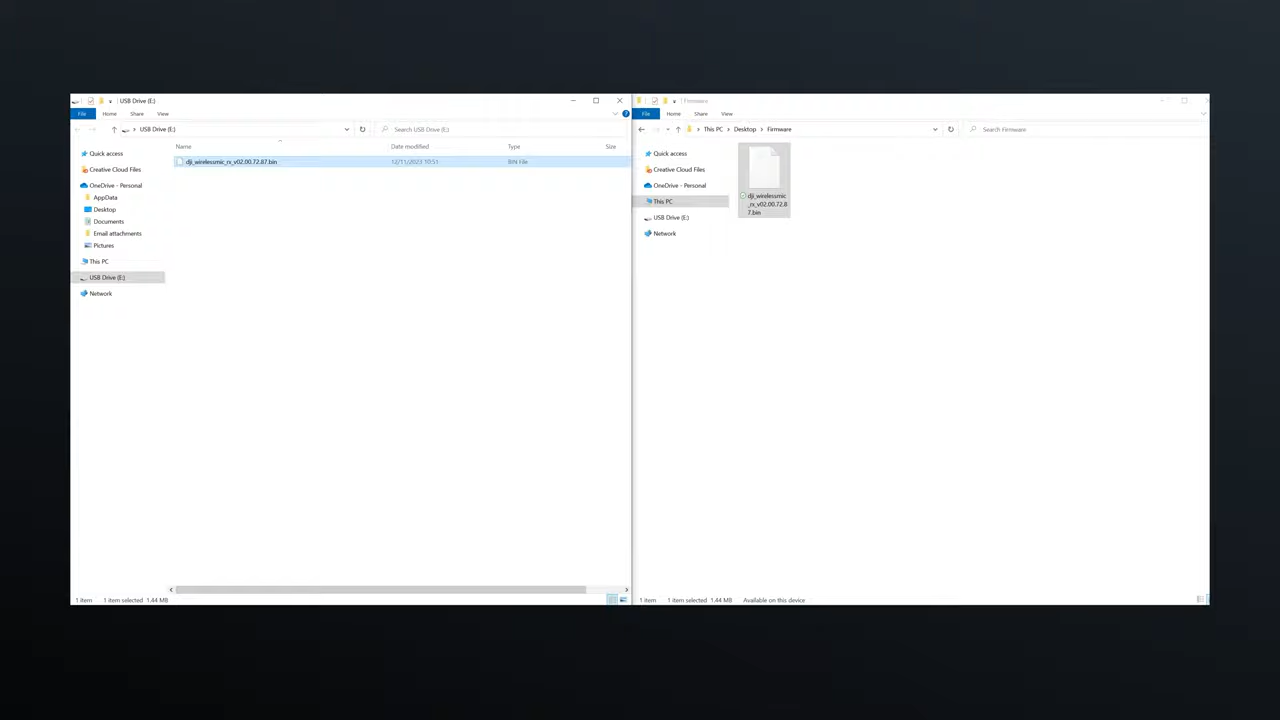 USB Drive (E:)
File Home Share View
USB Drive (E:)
Search USB Drive (E:)
Name Date modified Type Size
dji_wirelessmic_rx_v02.00.72.87.bin 12/11/2023 10:51 BIN File
Quick access
Creative Cloud Files
OneDrive - Personal
AppData
Desktop
Documents
Email attachments
Pictures
This PC
USB Drive (E:)
Network
1 item 1 item selected 1.44 MB
Firmware
File Home Share View
This PC > Desktop > Firmware
Search Firmware
Quick access
Creative Cloud Files
OneDrive - Personal
This PC
USB Drive (E:)
Network
dji_wirelessmic
_rx_v02.00.72.8
7.bin
1 item 1 item selected 1.44 MB Available on this device